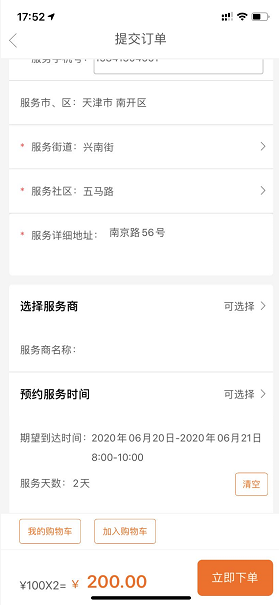 17:52
提交订单
服务手机号：
服务市、区：天津市 南开区
* 服务街道：兴南街
* 服务社区：五马路
* 服务详细地址： 南京路56号
选择服务商 可选择
服务商名称：
预约服务时间 可选择
期望到达时间：2020年06月20日-2020年06月21日
8:00-10:00
服务天数：2天 清空
我的购物车 加入购物车
¥100X2= ¥ 200.00 立即下单